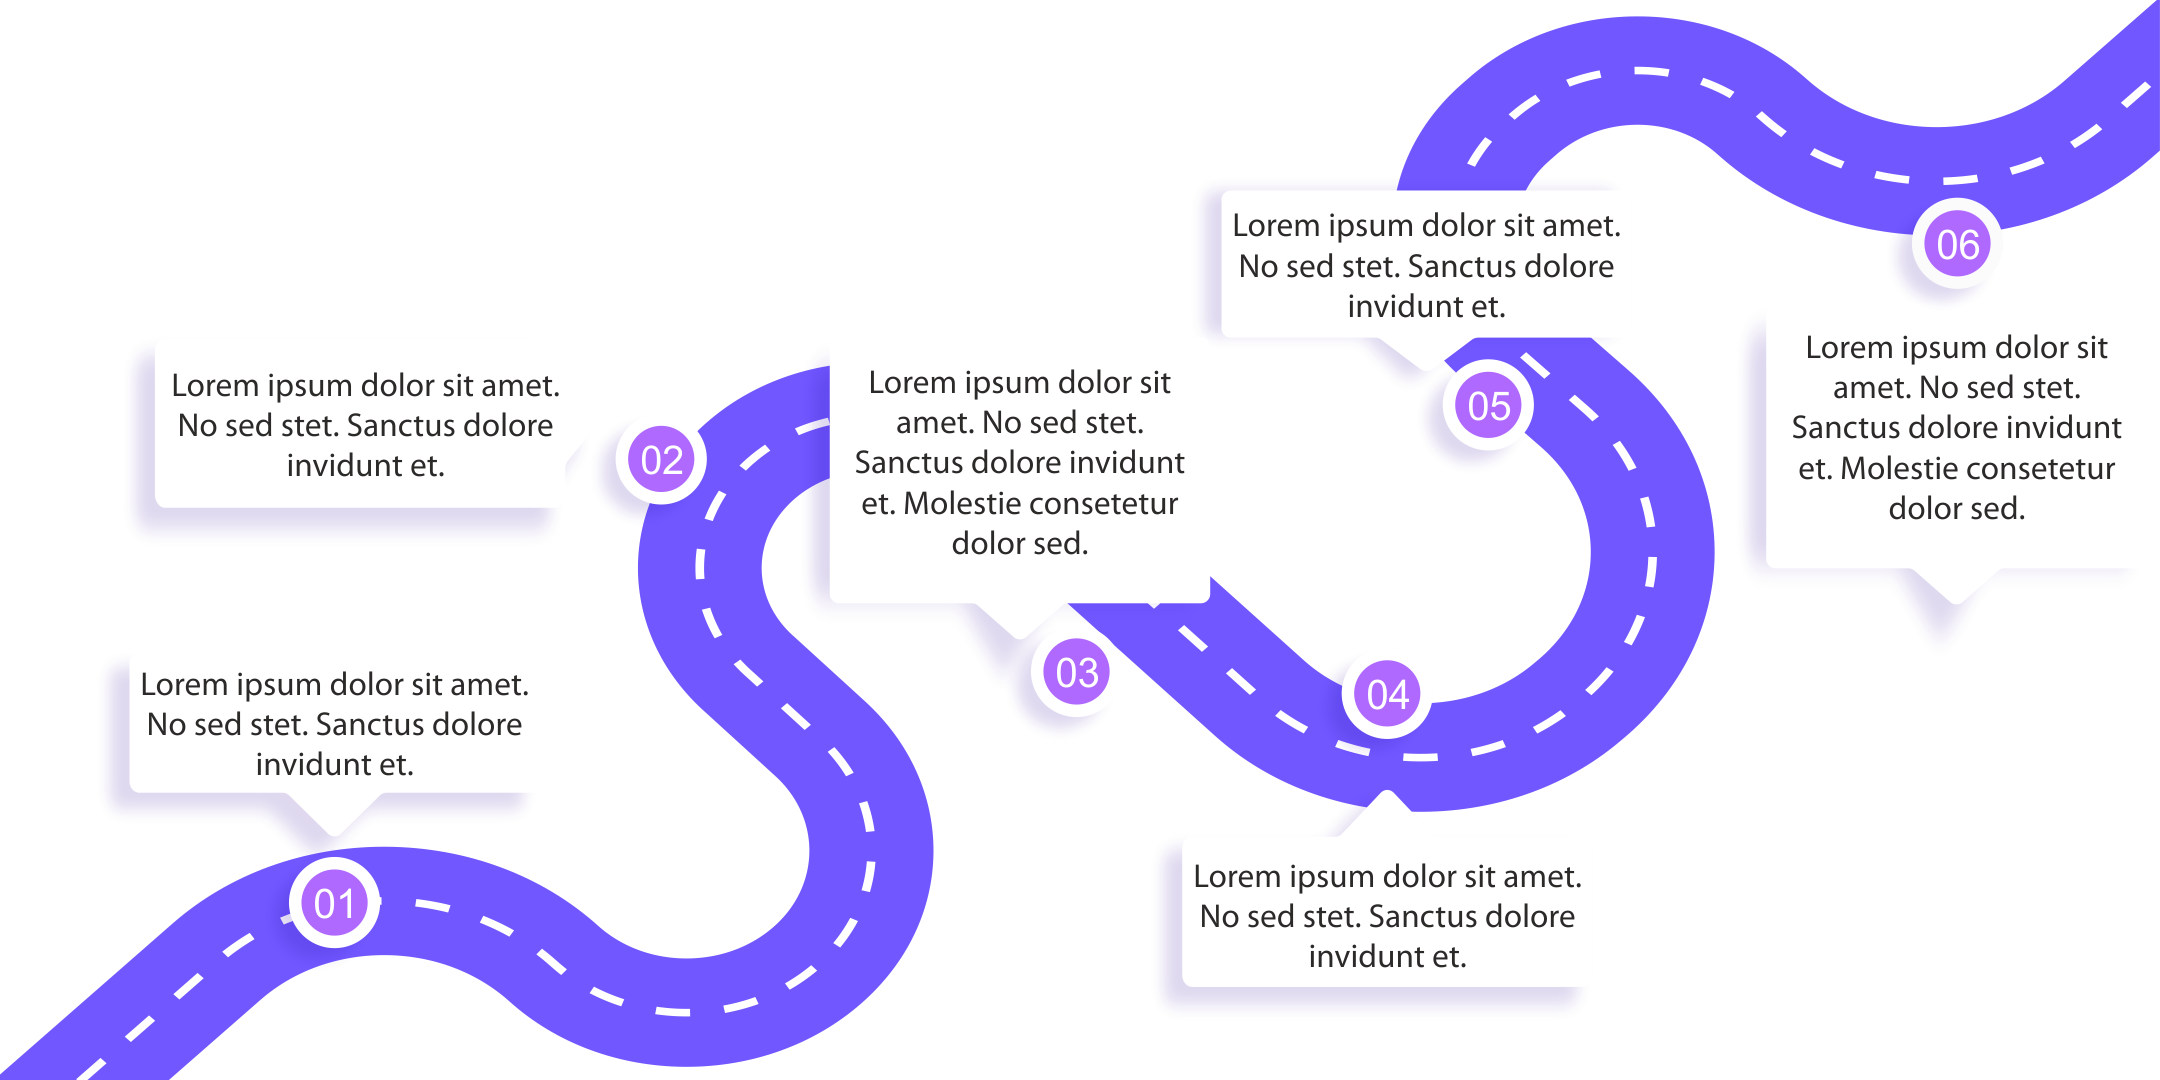 01
Lorem ipsum dolor sit amet.
No sed stet. Sanctus dolore
invidunt et.
02
Lorem ipsum dolor sit amet.
No sed stet. Sanctus dolore
invidunt et.
03
Lorem ipsum dolor sit
amet. No sed stet.
Sanctus dolore invidunt
et. Molestie consetetur
dolor sed.
04
Lorem ipsum dolor sit amet.
No sed stet. Sanctus dolore
invidunt et.
05
Lorem ipsum dolor sit amet.
No sed stet. Sanctus dolore
invidunt et.
06
Lorem ipsum dolor sit
amet. No sed stet.
Sanctus dolore invidunt
et. Molestie consetetur
dolor sed.